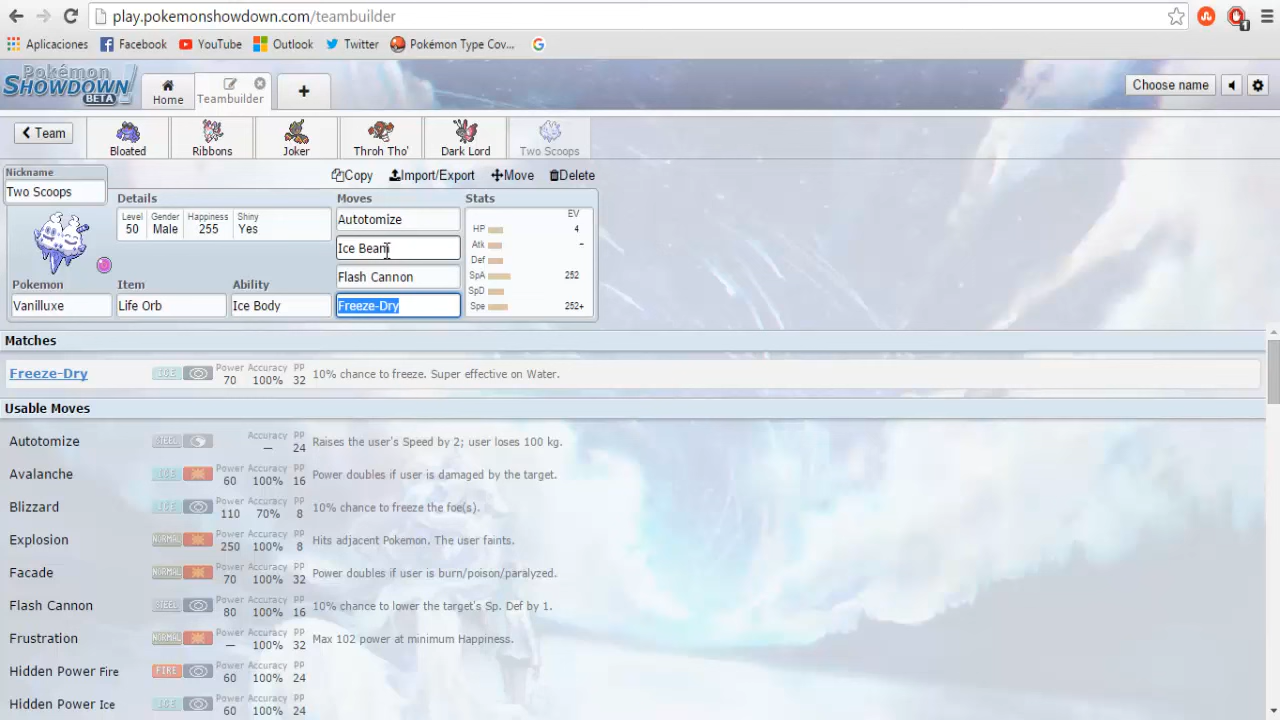 play.pokemonshowdown.com/teambuilder
Aplicaciones Facebook YouTube Outlook Twitter Pokémon Type Cov...
Pokémon
SHOWDOWN
BETA
Home Teambuilder Choose name
Team Bloated Ribbons Joker Throh Tho' Dark Lord Two Scoops
Nickname
Two Scoops
Copy Import/Export Move Delete
Details Moves Stats
Level Gender Happiness Shiny
50 Male 255 Yes
Autotomize
Ice Beam
Flash Cannon
Freeze-Dry
EV
HP 4
Atk -
Def
SpA 252
SpD
Spe 252+
Pokemon Item Ability
Vanilluxe Life Orb Ice Body
Matches
Freeze-Dry ICE Power 70 Accuracy 100% PP 32 10% chance to freeze. Super effective on Water.
Usable Moves
Autotomize STEEL Accuracy — PP 24 Raises the user's Speed by 2; user loses 100 kg.
Avalanche ICE Power 60 Accuracy 100% PP 16 Power doubles if user is damaged by the target.
Blizzard ICE Power 110 Accuracy 70% PP 8 10% chance to freeze the foe(s).
Explosion NORMAL Power 250 Accuracy 100% PP 8 Hits adjacent Pokemon. The user faints.
Facade NORMAL Power 70 Accuracy 100% PP 32 Power doubles if user is burn/poison/paralyzed.
Flash Cannon STEEL Power 80 Accuracy 100% PP 16 10% chance to lower the target's Sp. Def by 1.
Frustration NORMAL Power — Accuracy 100% PP 32 Max 102 power at minimum Happiness.
Hidden Power Fire FIRE Power 60 Accuracy 100% PP 24
Hidden Power Ice ICE Power 60 Accuracy 100% PP 24